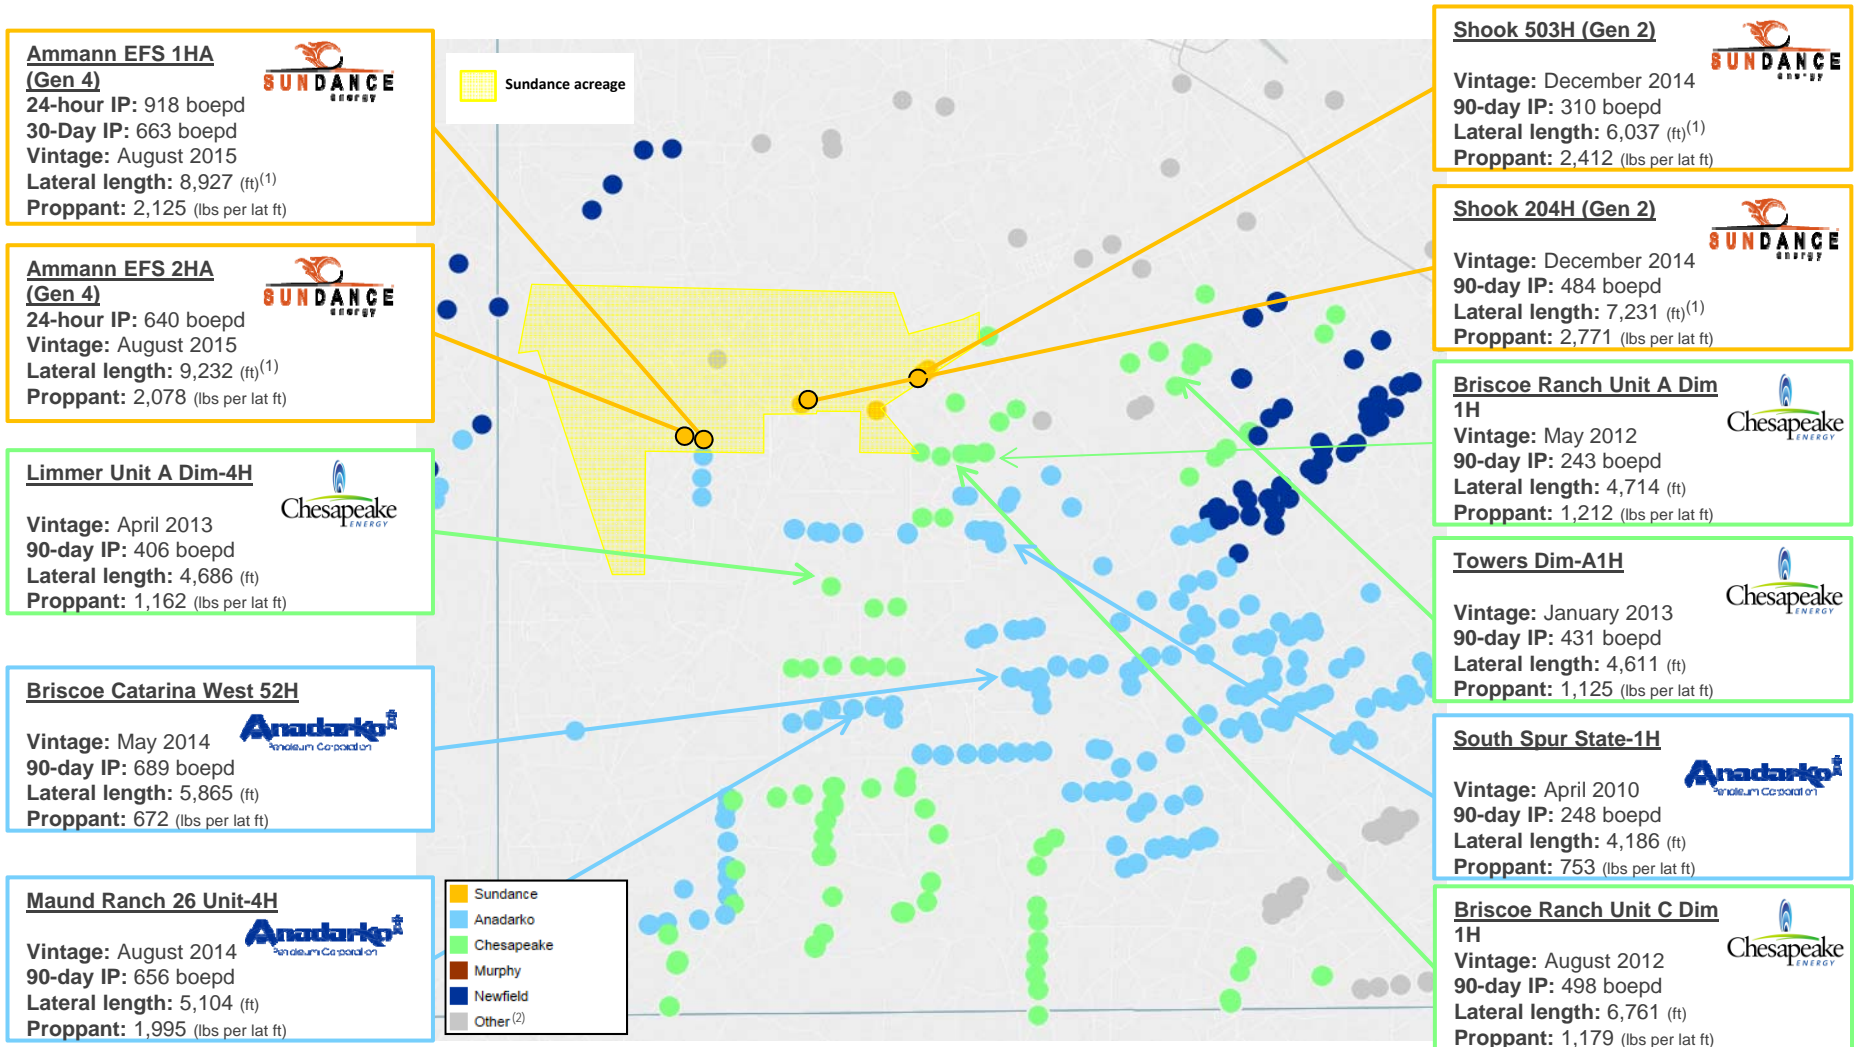 Ammann EFS 1HA
(Gen 4)
24-hour IP: 918 boepd
30-Day IP: 663 boepd
Vintage: August 2015
Lateral length: 8,927 (ft)(1)
Proppant: 2,125 (lbs per lat ft)
SUNDANCE
energy
Ammann EFS 2HA
(Gen 4)
24-hour IP: 640 boepd
Vintage: August 2015
Lateral length: 9,232 (ft)(1)
Proppant: 2,078 (lbs per lat ft)
SUNDANCE
energy
Limmer Unit A Dim-4H
Vintage: April 2013
90-day IP: 406 boepd
Lateral length: 4,686 (ft)
Proppant: 1,162 (lbs per lat ft)
Chesapeake
ENERGY
Briscoe Catarina West 52H
Vintage: May 2014
90-day IP: 689 boepd
Lateral length: 5,865 (ft)
Proppant: 672 (lbs per lat ft)
Anadarko
Petroleum Corporation
Maund Ranch 26 Unit-4H
Vintage: August 2014
90-day IP: 656 boepd
Lateral length: 5,104 (ft)
Proppant: 1,995 (lbs per lat ft)
Anadarko
Petroleum Corporation
Sundance acreage
Sundance
Anadarko
Chesapeake
Murphy
Newfield
Other (2)
Shook 503H (Gen 2)
Vintage: December 2014
90-day IP: 310 boepd
Lateral length: 6,037 (ft)(1)
Proppant: 2,412 (lbs per lat ft)
SUNDANCE
energy
Shook 204H (Gen 2)
Vintage: December 2014
90-day IP: 484 boepd
Lateral length: 7,231 (ft)(1)
Proppant: 2,771 (lbs per lat ft)
SUNDANCE
energy
Briscoe Ranch Unit A Dim
1H
Vintage: May 2012
90-day IP: 243 boepd
Lateral length: 4,714 (ft)
Proppant: 1,212 (lbs per lat ft)
Chesapeake
ENERGY
Towers Dim-A1H
Vintage: January 2013
90-day IP: 431 boepd
Lateral length: 4,611 (ft)
Proppant: 1,125 (lbs per lat ft)
Chesapeake
ENERGY
South Spur State-1H
Vintage: April 2010
90-day IP: 248 boepd
Lateral length: 4,186 (ft)
Proppant: 753 (lbs per lat ft)
Anadarko
Petroleum Corporation
Briscoe Ranch Unit C Dim
1H
Vintage: August 2012
90-day IP: 498 boepd
Lateral length: 6,761 (ft)
Proppant: 1,179 (lbs per lat ft)
Chesapeake
ENERGY